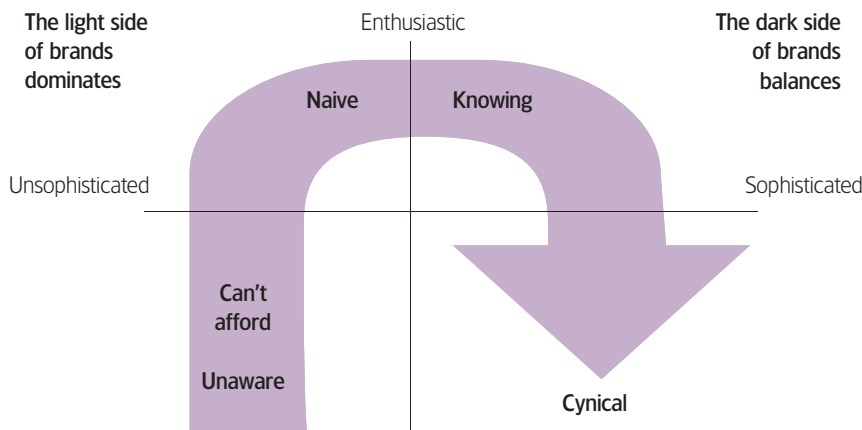 The light side
of brands
dominates
Enthusiastic
The dark side
of brands
balances
Naive
Knowing
Unsophisticated
Sophisticated
Can't
afford
Unaware
Cynical